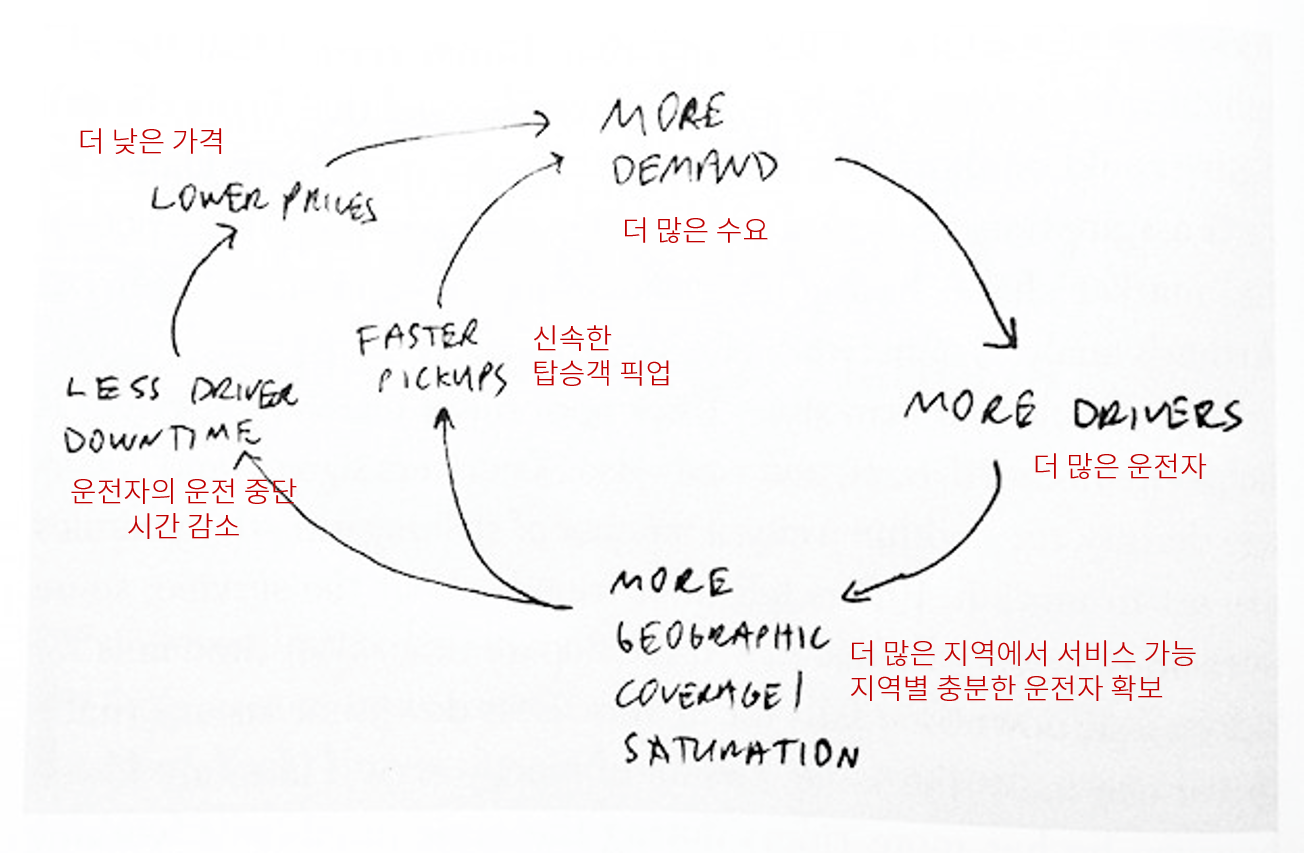 MORE
DEMAND
더 많은 수요
더 낮은 가격
LOWER PRICES
FASTER
PICKUPS
신속한
탑승객 픽업
LESS DRIVER
DOWNTIME
운전자의 운전 중단
시간 감소
MORE DRIVERS
더 많은 운전자
MORE
GEOGRAPHIC
COVERAGE/
SATURATION
더 많은 지역에서 서비스 가능
지역별 충분한 운전자 확보